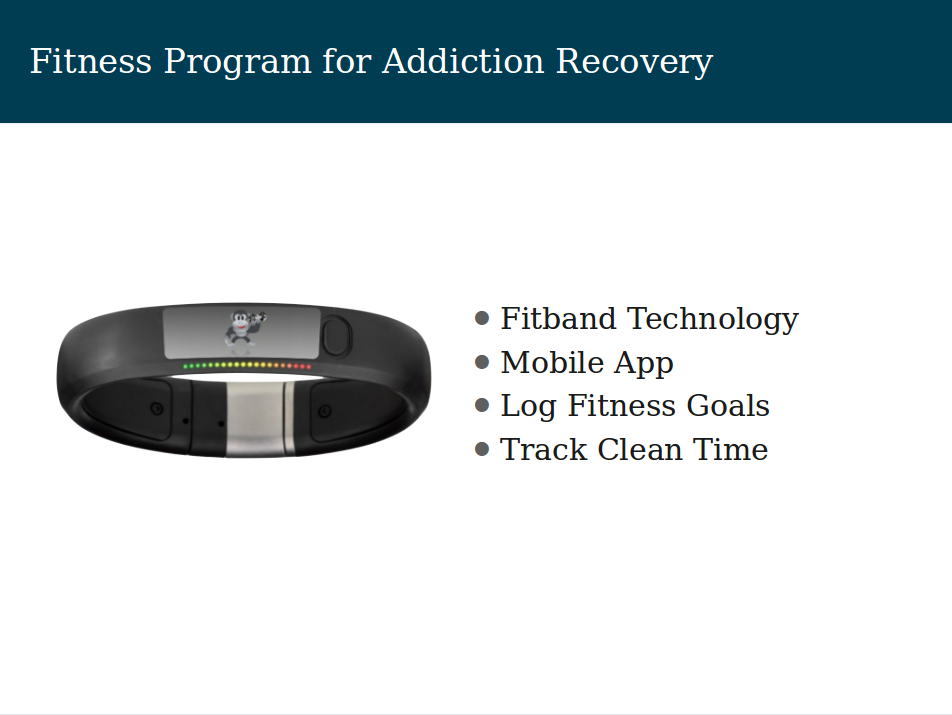 Fitness Program for Addiction Recovery
Fitband Technology
Mobile App
Log Fitness Goals
Track Clean Time